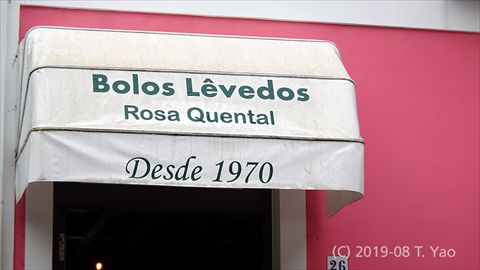 Bolos Lêvedos
Rosa Quental
Desde 1970
26
(C) 2019-08 T. Yao